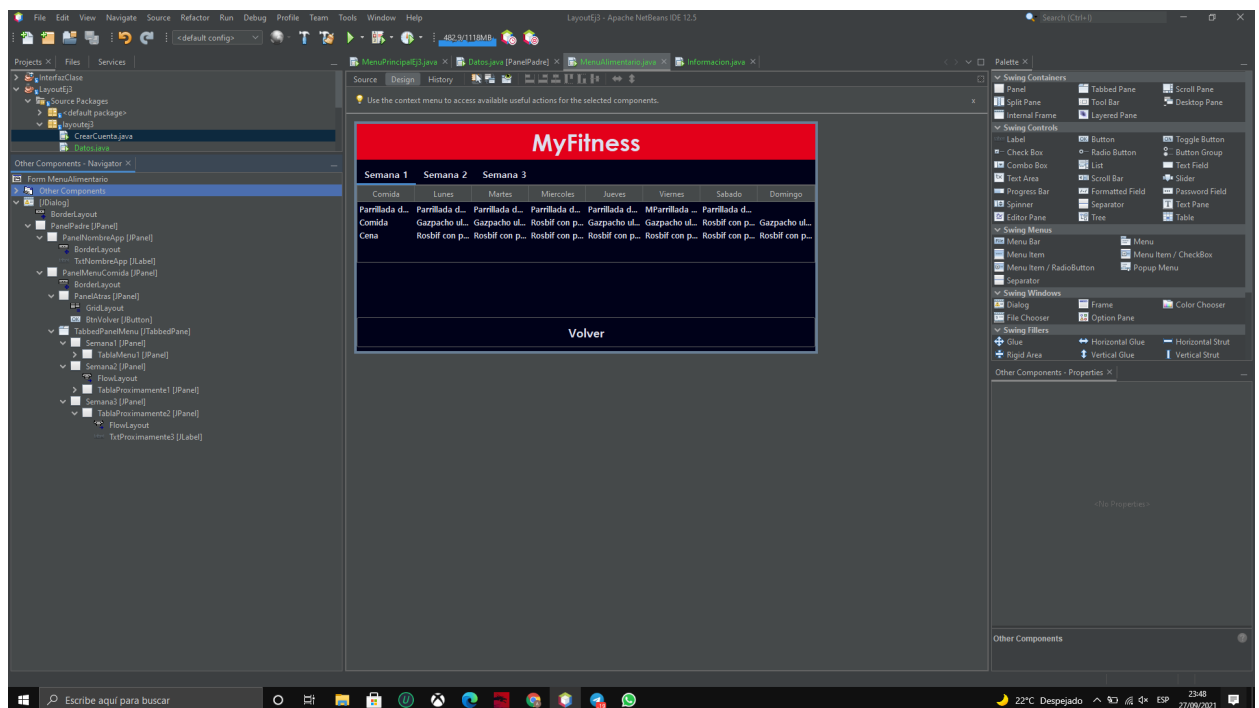 File Edit View Navigate Source Refactor Run Debug Profile Team Tools Window Help LayoutEj3 - Apache NetBeans IDE 12.5 Search (Ctrl+I)
<default config> 482.9/1118MB
Projects Files Services
MenuPrincipalEj3.java Datos.java [PanelPadre] MenuAlimentario.java Informacion.java
Palette
InterfazClase
LayoutEj3
Source Packages
<default package>
layoutej3
CrearCuenta.java
Datos.java
Other Components - Navigator
Form MenuAlimentario
Other Components
[JDialog]
BorderLayout
PanelPadre [JPanel]
PanelNombreApp [JPanel]
BorderLayout
TxtNombreApp [JLabel]
PanelMenuComida [JPanel]
BorderLayout
PanelAtras [JPanel]
GridLayout
BtnVolver [JButton]
TabbedPanelMenu [JTabbedPane]
Semana1 [JPanel]
TablaMenu1 [JPanel]
Semana2 [JPanel]
FlowLayout
TablaProximamente1 [JPanel]
Semana3 [JPanel]
TablaProximamente2 [JPanel]
FlowLayout
TxtProximamente3 [JLabel]
Source Design History
Use the context menu to access available useful actions for the selected components. x
MyFitness
Semana 1 Semana 2 Semana 3
Comida Lunes Martes Miercoles Jueves Viernes Sabado Domingo
Parrillada d... Parrillada d... Parrillada d... Parrillada d... Parrillada d... MParrillada ... Parrillada d...
Comida Gazpacho ul... Gazpacho ul... Rosbif con p... Gazpacho ul... Gazpacho ul... Rosbif con p... Gazpacho ul...
Cena Rosbif con p... Rosbif con p... Rosbif con p... Rosbif con p... Rosbif con p... Rosbif con p... Rosbif con p...
Volver
Swing Containers
Panel Tabbed Pane Scroll Pane
Split Pane Tool Bar Desktop Pane
Internal Frame Layered Pane
Swing Controls
Label Button Toggle Button
Check Box Radio Button Button Group
Combo Box List Text Field
Text Area Scroll Bar Slider
Progress Bar Formatted Field Password Field
Spinner Separator Text Pane
Editor Pane Tree Table
Swing Menus
Menu Bar Menu
Menu Item Menu Item / CheckBox
Menu Item / RadioButton Popup Menu
Separator
Swing Windows
Dialog Frame Color Chooser
File Chooser Option Pane
Swing Fillers
Glue Horizontal Glue Horizontal Strut
Rigid Area Vertical Glue Vertical Strut
Other Components - Properties
<No Properties>
Other Components
Escribe aquí para buscar
22°C Despejado ESP 23:48
27/09/2021